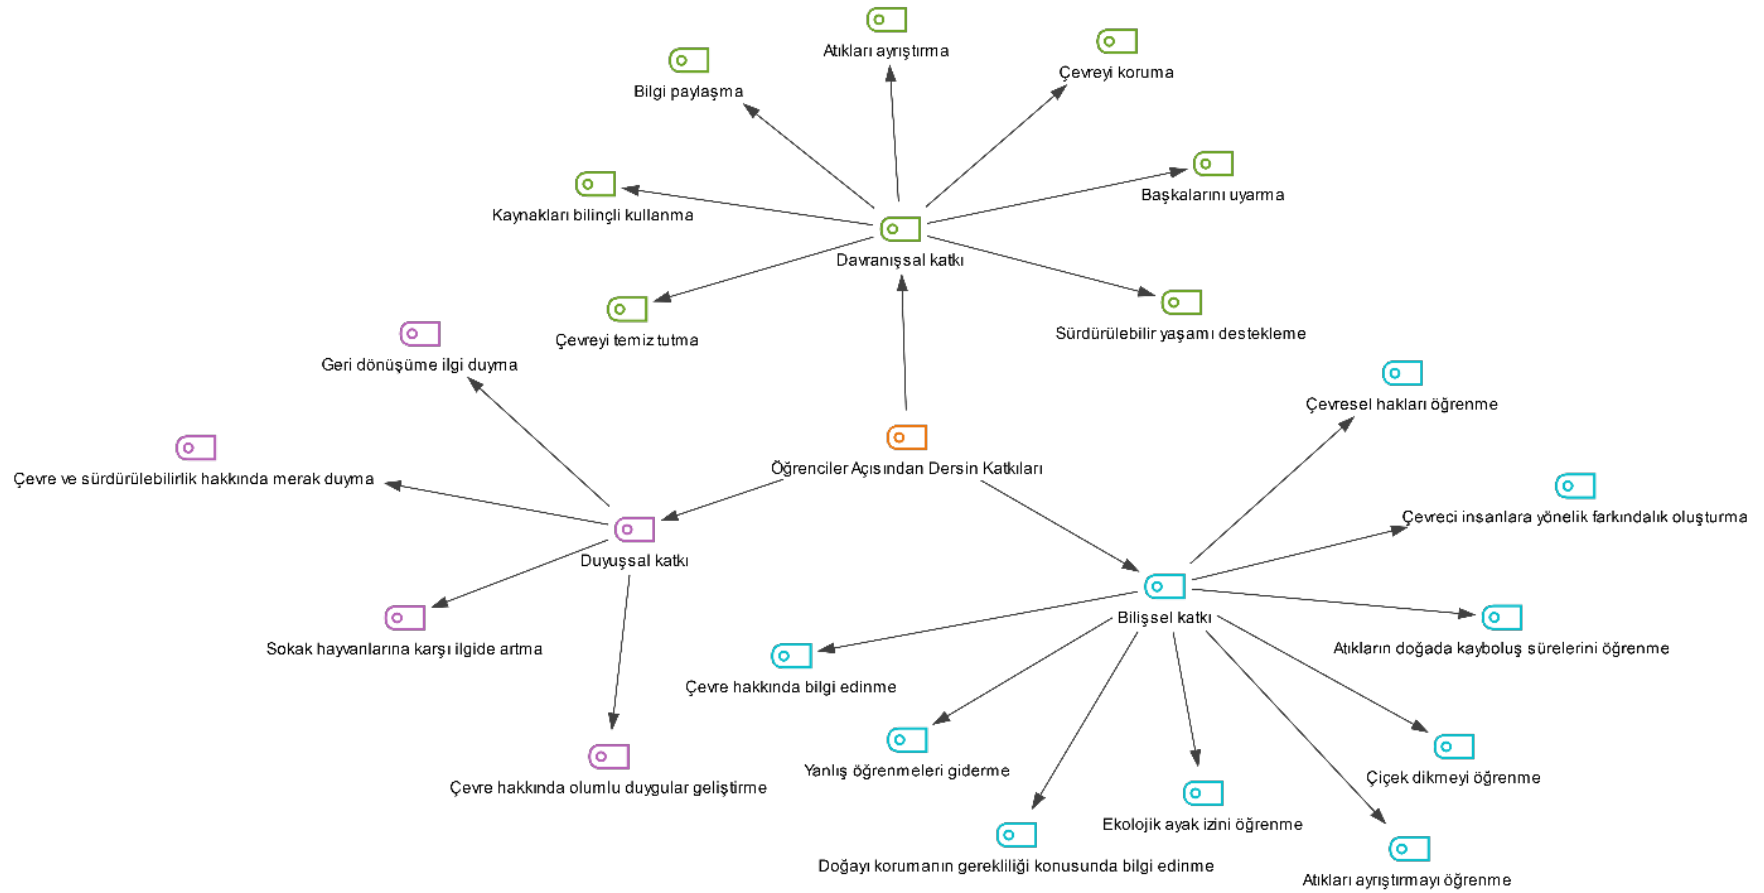 Atıkları ayrıştırma
Çevreyi koruma
Bilgi paylaşma
Başkalarını uyarma
Kaynakları bilinçli kullanma
Davranışsal katkı
Sürdürülebilir yaşamı destekleme
Çevreyi temiz tutma
Geri dönüşüme ilgi duyma
Çevresel hakları öğrenme
Öğrenciler Açısından Dersin Katkıları
Çevre ve sürdürülebilirlik hakkında merak duyma
Çevreci insanlara yönelik farkındalık oluşturma
Duyuşsal katkı
Bilişsel katkı
Sokak hayvanlarına karşı ilgide artma
Atıkların doğada kayboluş sürelerini öğrenme
Çevre hakkında bilgi edinme
Yanlış öğrenmeleri giderme
Çiçek dikmeyi öğrenme
Çevre hakkında olumlu duygular geliştirme
Ekolojik ayak izini öğrenme
Doğayı korumanın gerekliliği konusunda bilgi edinme
Atıkları ayrıştırmayı öğrenme